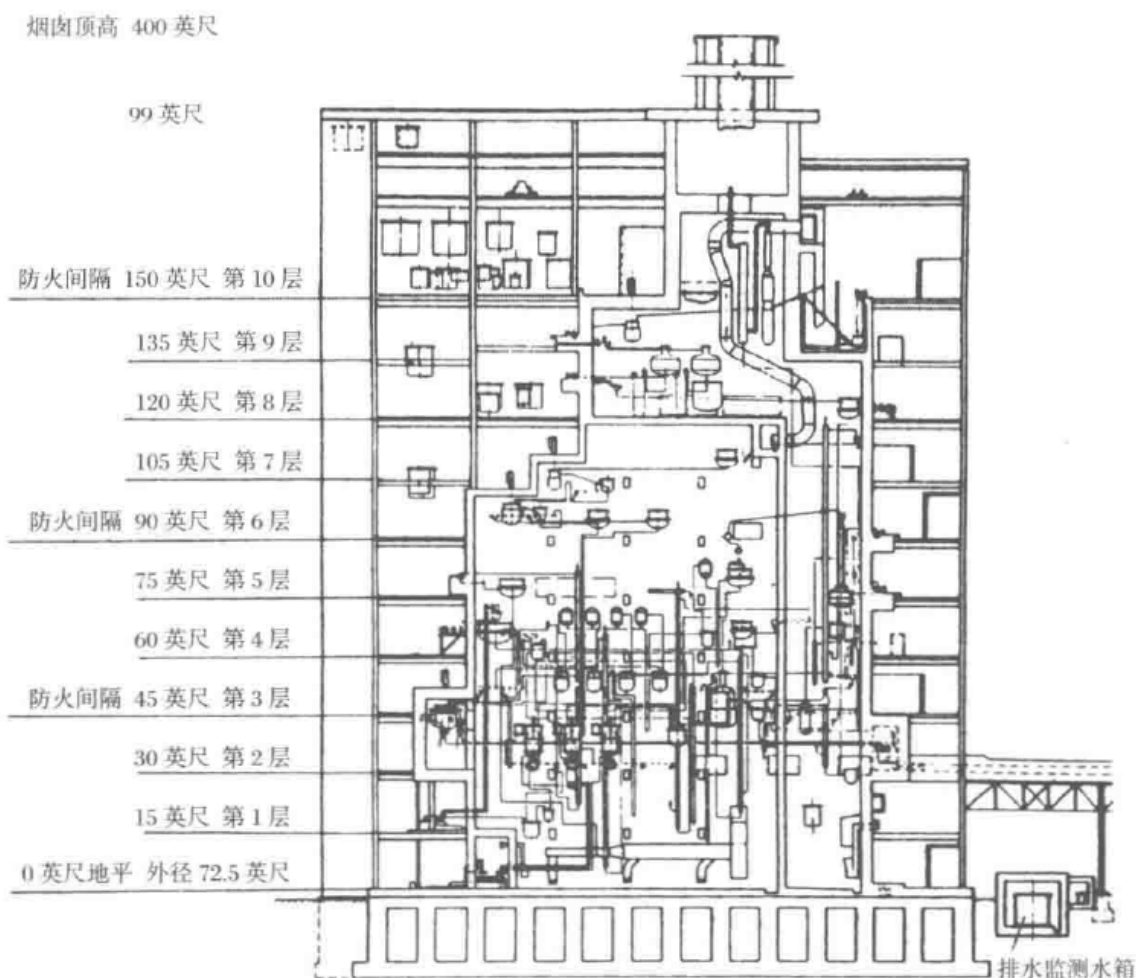 烟囱顶高 400 英尺
99 英尺
防火间隔 150 英尺 第 10 层
135 英尺 第 9 层
120 英尺 第 8 层
105 英尺 第 7 层
防火间隔 90 英尺 第 6 层
75 英尺 第 5 层
60 英尺 第 4 层
防火间隔 45 英尺 第 3 层
30 英尺 第 2 层
15 英尺 第 1 层
0 英尺地平 外径 72.5 英尺
排水监测水箱